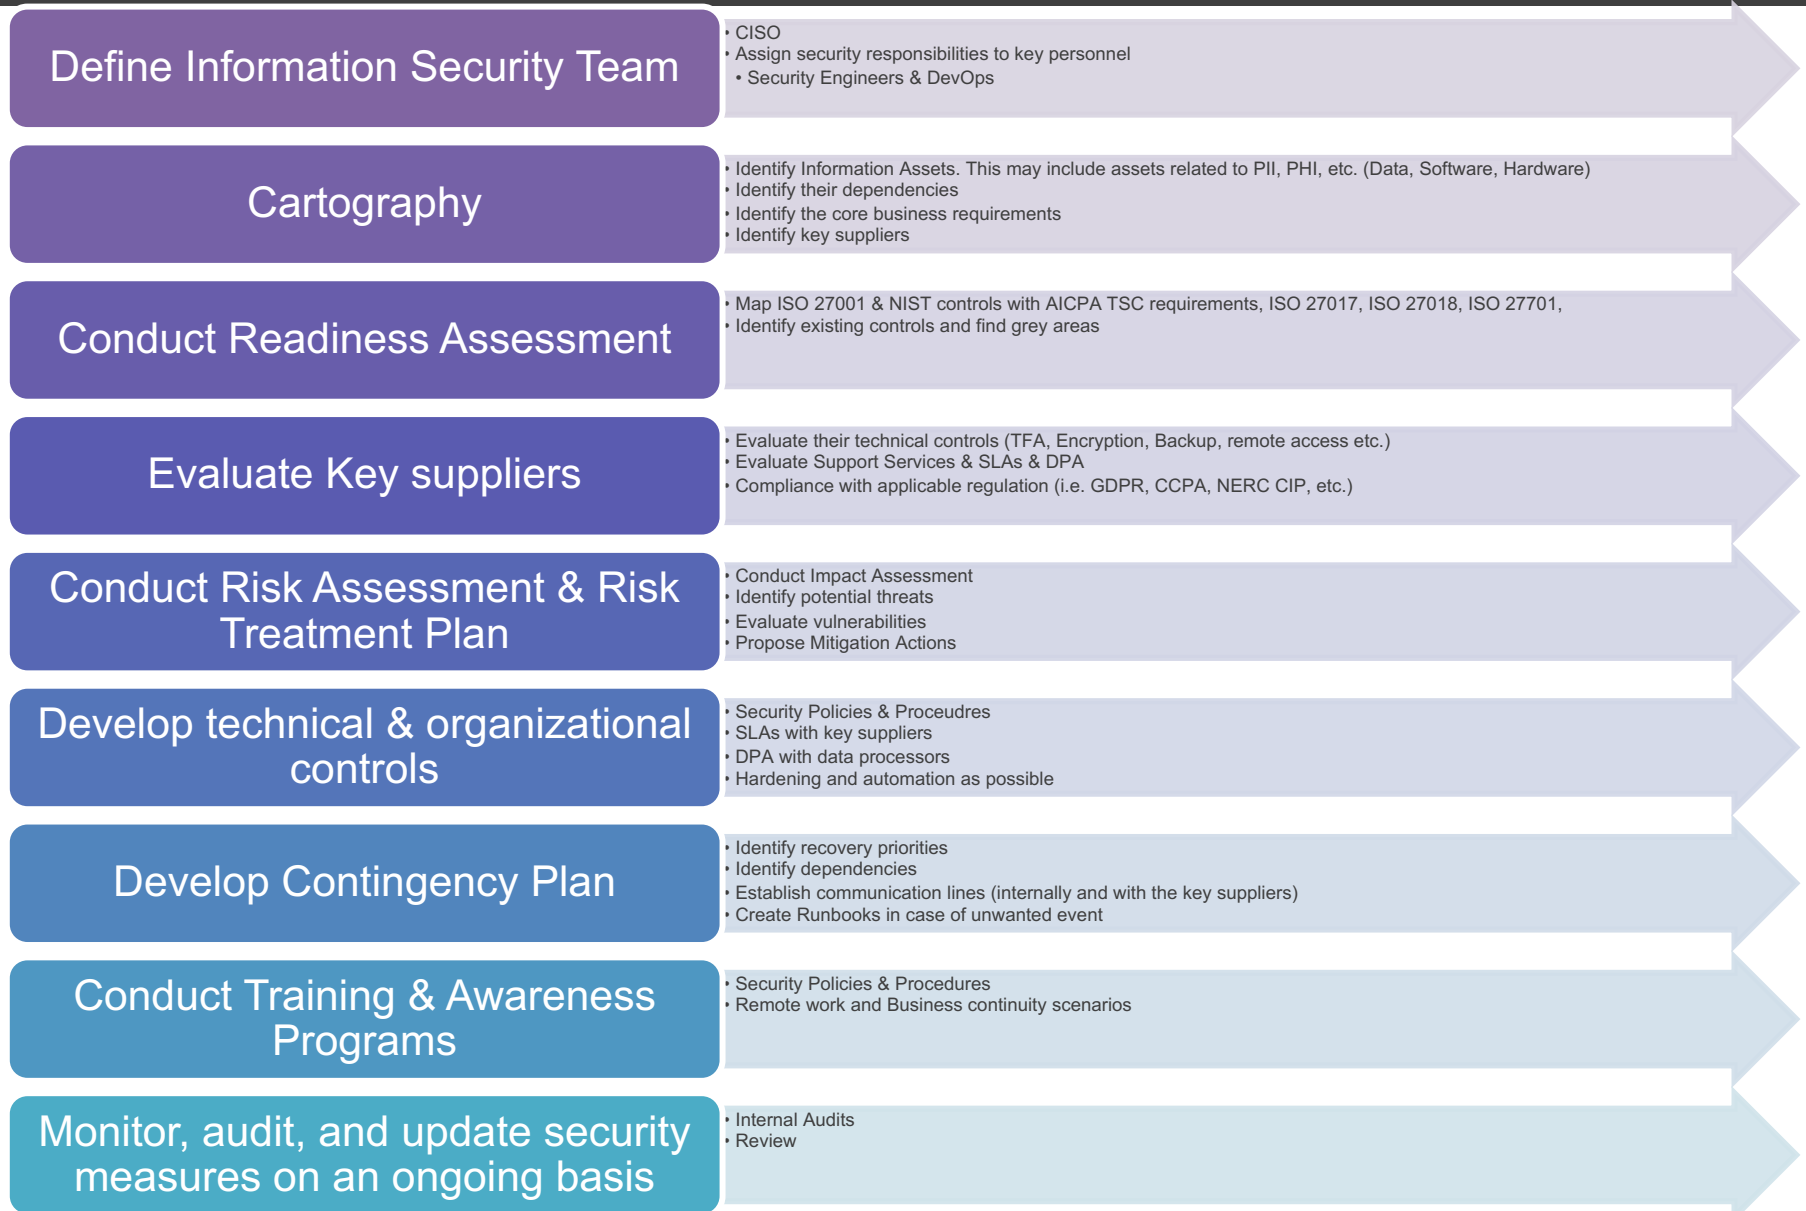 Define Information Security Team
• CISO
• Assign security responsibilities to key personnel
• Security Engineers & DevOps
Cartography
• Identify Information Assets. This may include assets related to PII, PHI, etc. (Data, Software, Hardware)
• Identify their dependencies
• Identify the core business requirements
• Identify key suppliers
Conduct Readiness Assessment
• Map ISO 27001 & NIST controls with AICPA TSC requirements, ISO 27017, ISO 27018, ISO 27701,
• Identify existing controls and find grey areas
Evaluate Key suppliers
• Evaluate their technical controls (TFA, Encryption, Backup, remote access etc.)
• Evaluate Support Services & SLAs & DPA
• Compliance with applicable regulation (i.e. GDPR, CCPA, NERC CIP, etc.)
Conduct Risk Assessment & Risk
Treatment Plan
• Conduct Impact Assessment
• Identify potential threats
• Evaluate vulnerabilities
• Propose Mitigation Actions
Develop technical & organizational
controls
• Security Policies & Proceudres
• SLAs with key suppliers
• DPA with data processors
• Hardening and automation as possible
Develop Contingency Plan
• Identify recovery priorities
• Identify dependencies
• Establish communication lines (internally and with the key suppliers)
• Create Runbooks in case of unwanted event
Conduct Training & Awareness
Programs
• Security Policies & Procedures
• Remote work and Business continuity scenarios
Monitor, audit, and update security
measures on an ongoing basis
• Internal Audits
• Review